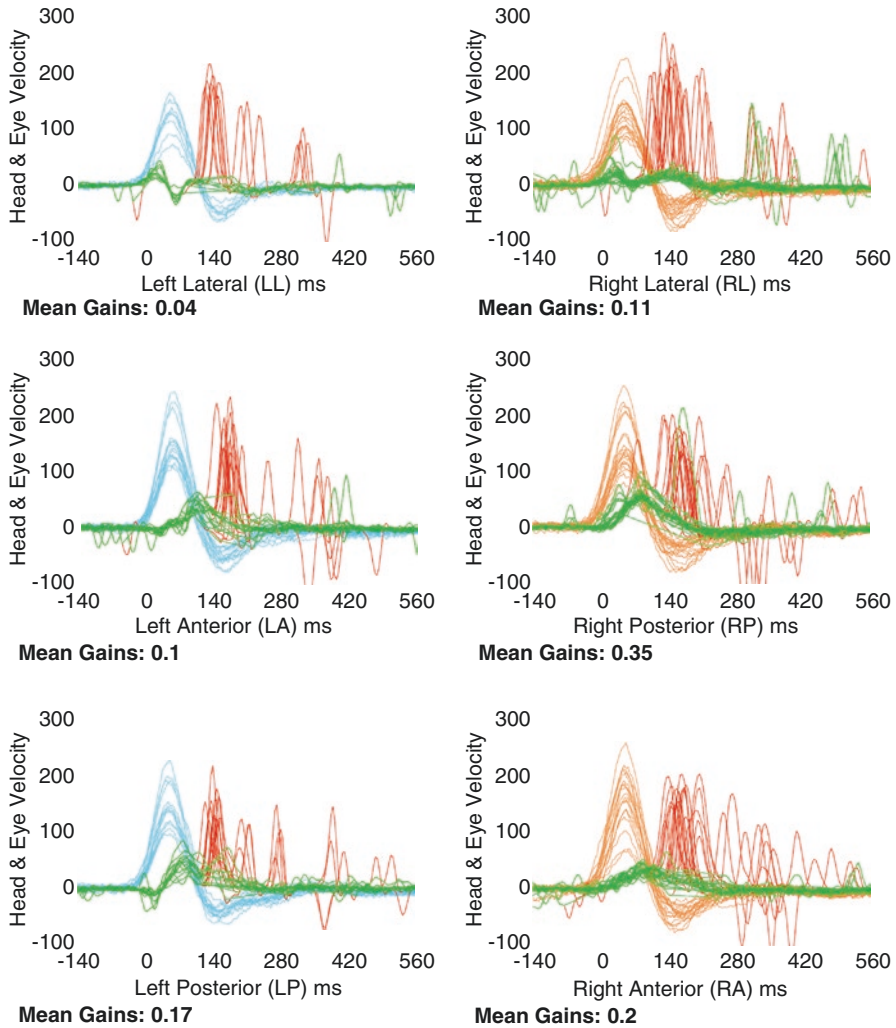 300
200
100
0
-100
Head & Eye Velocity
-140 0 140 280 420 560
Left Lateral (LL) ms
Mean Gains: 0.04
300
200
100
0
-100
Head & Eye Velocity
-140 0 140 280 420 560
Right Lateral (RL) ms
Mean Gains: 0.11
300
200
100
0
-100
Head & Eye Velocity
-140 0 140 280 420 560
Left Anterior (LA) ms
Mean Gains: 0.1
300
200
100
0
-100
Head & Eye Velocity
-140 0 140 280 420 560
Right Posterior (RP) ms
Mean Gains: 0.35
300
200
100
0
-100
Head & Eye Velocity
-140 0 140 280 420 560
Left Posterior (LP) ms
Mean Gains: 0.17
300
200
100
0
-100
Head & Eye Velocity
-140 0 140 280 420 560
Right Anterior (RA) ms
Mean Gains: 0.2